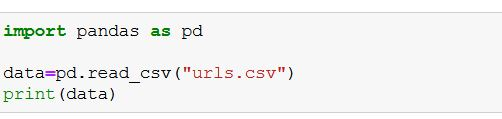 import pandas as pd
data=pd.read_csv("urls.csv")
print(data)